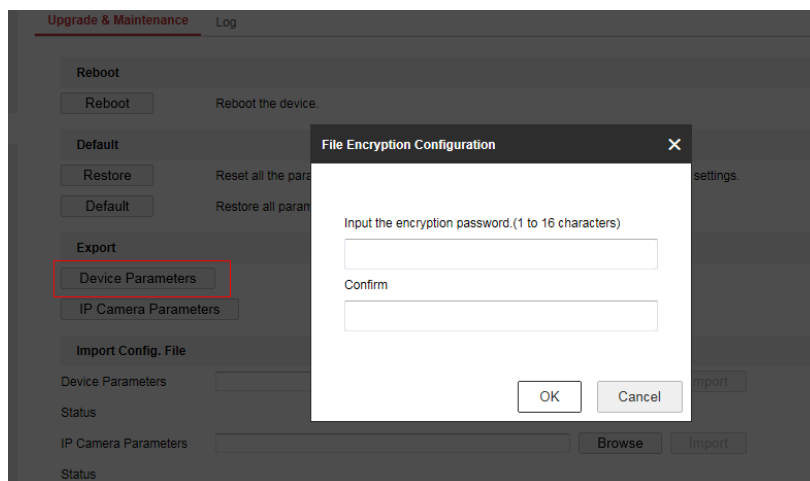 Upgrade & Maintenance Log
Reboot
Reboot Reboot the device.
Default
File Encryption Configuration
Restore Reset all the para settings.
Default Restore all param
Input the encryption password.(1 to 16 characters)
Export
Device Parameters
Confirm
IP Camera Parameters
Import Config. File
Device Parameters mport
OK Cancel
Status
IP Camera Parameters Browse Import
Status